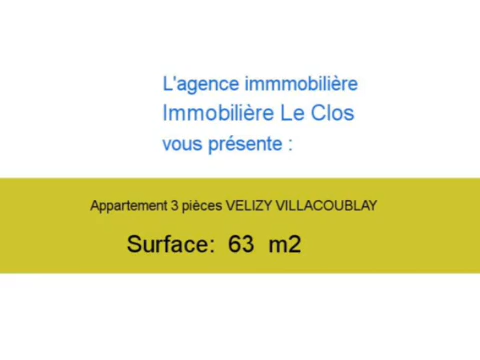 L'agence immmobilière
Immobilière Le Clos
vous présente :
Appartement 3 pièces VELIZY VILLACOUBLAY
Surface: 63 m2